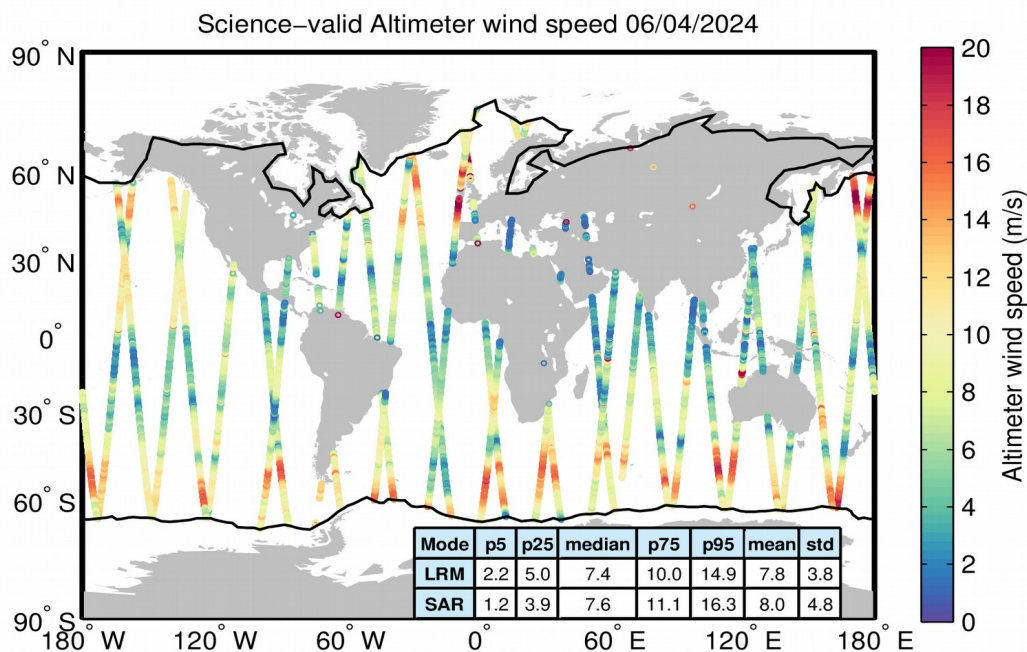 Science−valid Altimeter wind speed 06/04/2024
90° N
60° N
30° N
0°
30° S
60° S
90° S
180° W
120° W
60° W
0°
60° E
120° E
180° E
Mode p5 p25 median p75 p95 mean std
LRM 2.2 5.0 7.4 10.0 14.9 7.8 3.8
SAR 1.2 3.9 7.6 11.1 16.3 8.0 4.8
20
18
16
14
12
10
8
6
4
2
0
Altimeter wind speed (m/s)